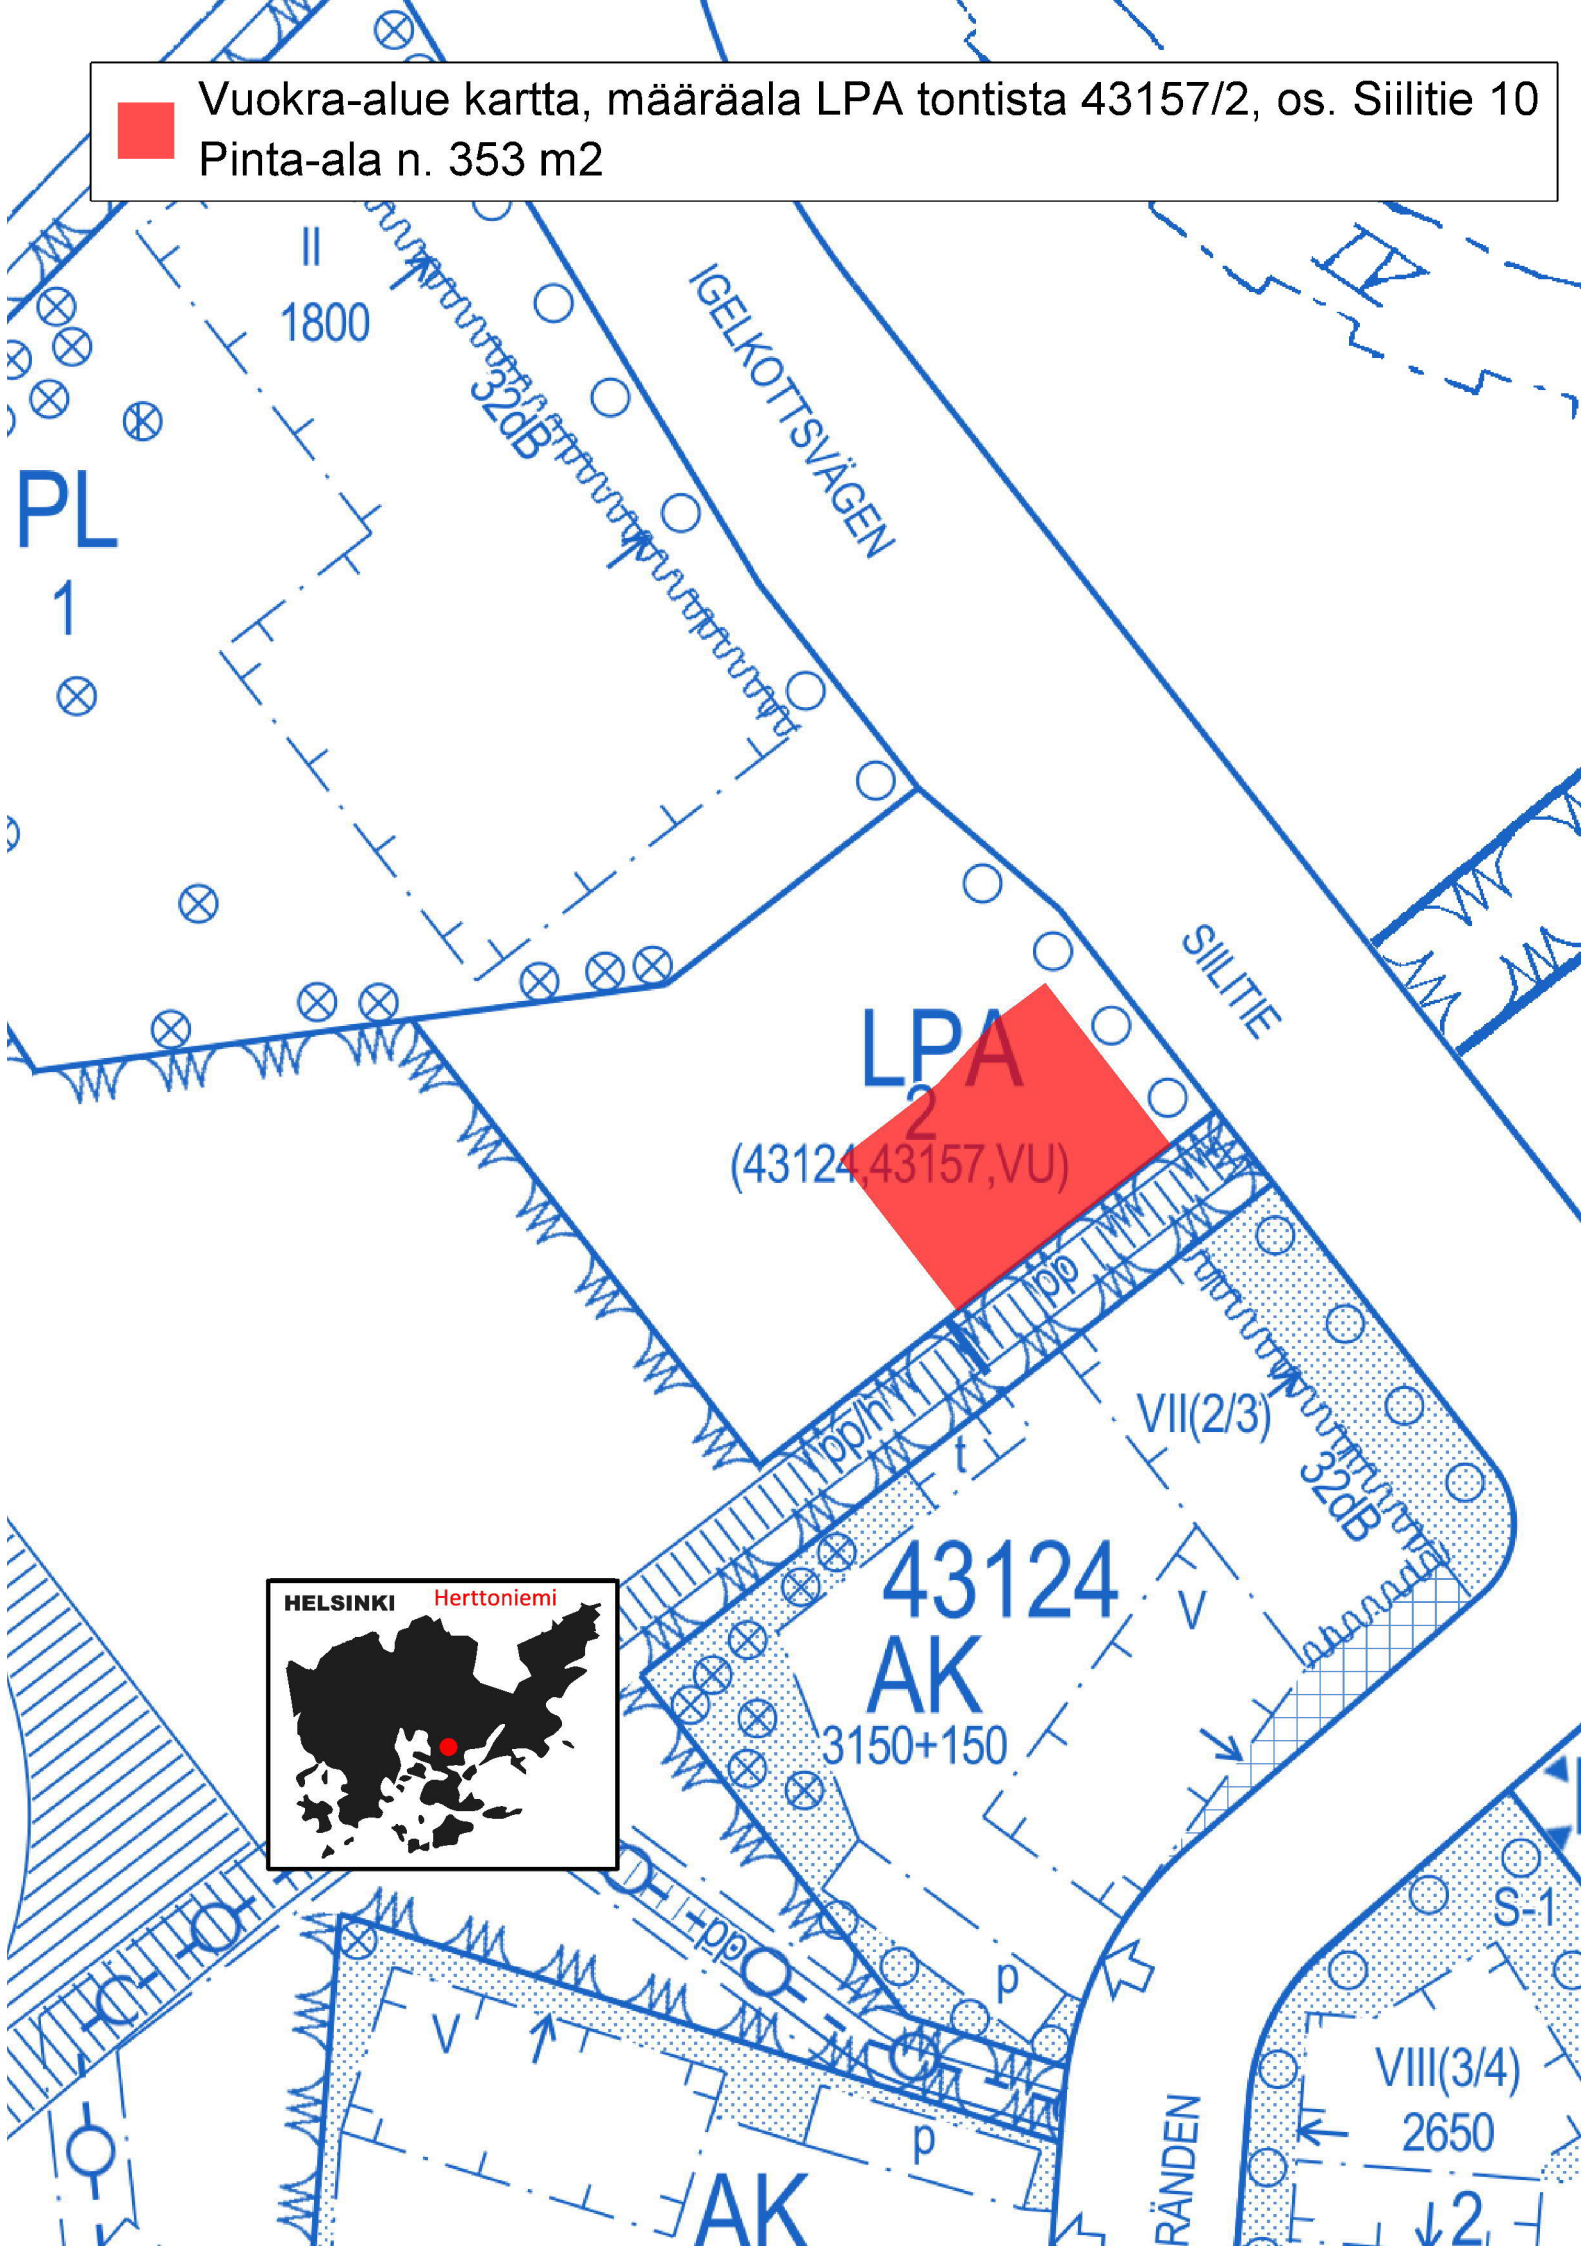 Vuokra-alue kartta, määräala LPA tontista 43157/2, os. Siilitie 10
Pinta-ala n. 353 m2
II
1800
IV
IGELKOTTSVÄGEN
32dB
PL
1
SIILITIE
LPA
2
(43124,43157,VU)
pp
pp/h
t
VII(2/3)
32dB
43124
V
AK
3150+150
HELSINKI
Herttoniemi
S-1
pp
p
V
VIII(3/4)
2650
p
RÄNDEN
AK
2